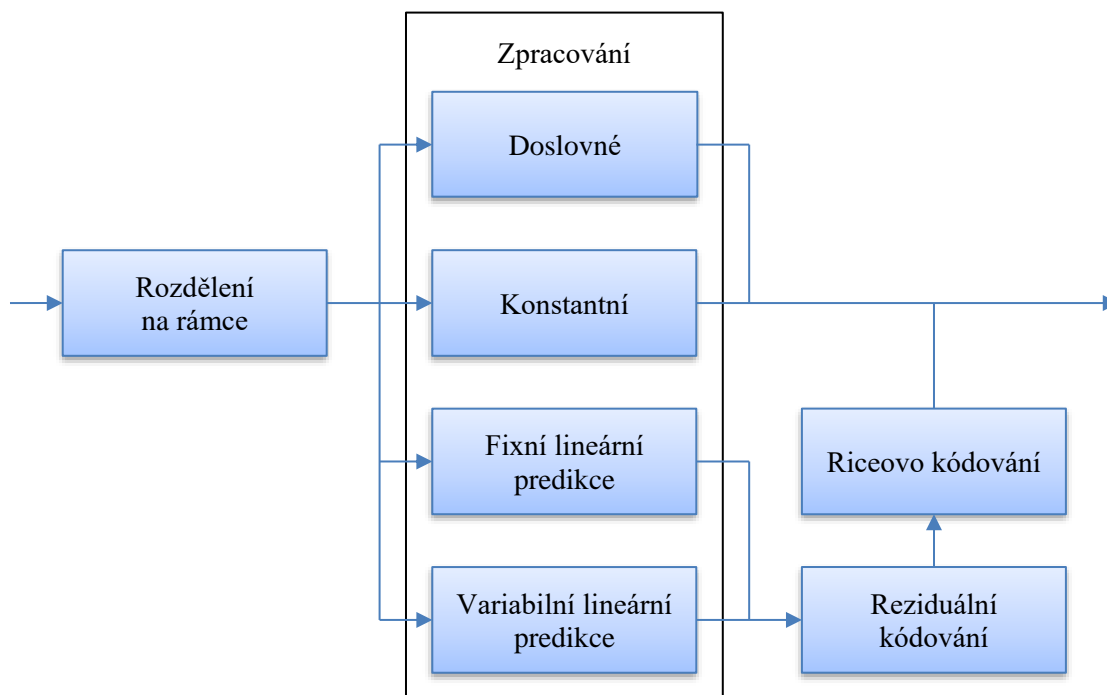 Zpracování
Doslovné
Rozdělení
na rámce
Konstantní
Fixní lineární
predikce
Riceovo kódování
Variabilní lineární
predikce
Reziduální
kódování